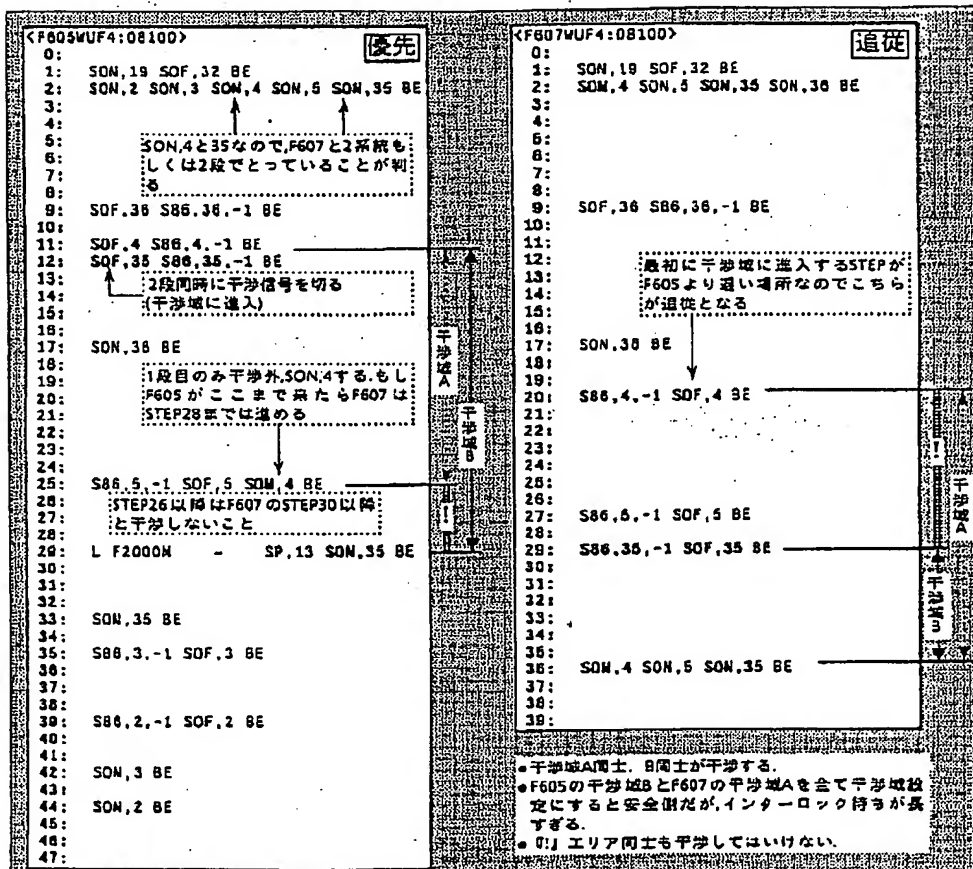 <F605WUF4:08100>
優先
0:
1: SON,19 SOF,32 BE
2: SON,2 SON,3 SON,4 SON,5 SON,35 BE
3:
4:
5:
6:
7:
8:
SON,4と35なので,F607と2系統も
しくは2段でとっていることが判
る
9: SOF,36 S86,36,-1 BE
10:
11: SOF,4 S86,4,-1 BE
12: SOF,35 S86,35,-1 BE
13:
14:
15:
16:
2段同時に干渉信号を切る
(干渉域に進入)
17: SON,36 BE
18:
19:
20:
21:
22:
23:
24:
1段目のみ干渉外,SON,4する.もし
F605がここまで来たらF607は
STEP28までは進める
25: S86,5,-1 SOF,5 SON,4 BE
26:
27:
28:
STEP26以降はF607のSTEP30以降
と干渉しないこと
29: L F2000M - SP,13 SON,35 BE
30:
31:
32:
33: SON,35 BE
34:
35: S86,3,-1 SOF,3 BE
36:
37:
38:
39: S86,2,-1 SOF,2 BE
40:
41:
42: SON,3 BE
43:
44: SON,2 BE
45:
46:
47:
干渉域A
干渉域B
!
<F607WUF4:08100>
追従
0:
1: SON,19 SOF,32 BE
2: SON,4 SON,5 SON,35 SON,36 BE
3:
4:
5:
6:
7:
8:
9: SOF,36 S86,36,-1 BE
10:
11:
12:
13:
14:
15:
16:
最初に干渉域に進入するSTEPが
F605より遅い場所なのでこちら
が追従となる
17: SON,36 BE
18:
19:
20: S86,4,-1 SOF,4 BE
21:
22:
23:
24:
25:
26:
27: S86,5,-1 SOF,5 BE
28:
29: S86,35,-1 SOF,35 BE
30:
31:
32:
33:
34:
35:
36: SON,4 SON,5 SON,35 BE
37:
38:
39:
!
干渉域A
干渉域B
●干渉域A同士,B同士が干渉する.
●F605の干渉域BとF607の干渉域Aを全て干渉域設
定にすると安全側だが,インターロック待ちが長
すぎる.
●「!」エリア同士も干渉してはいけない.